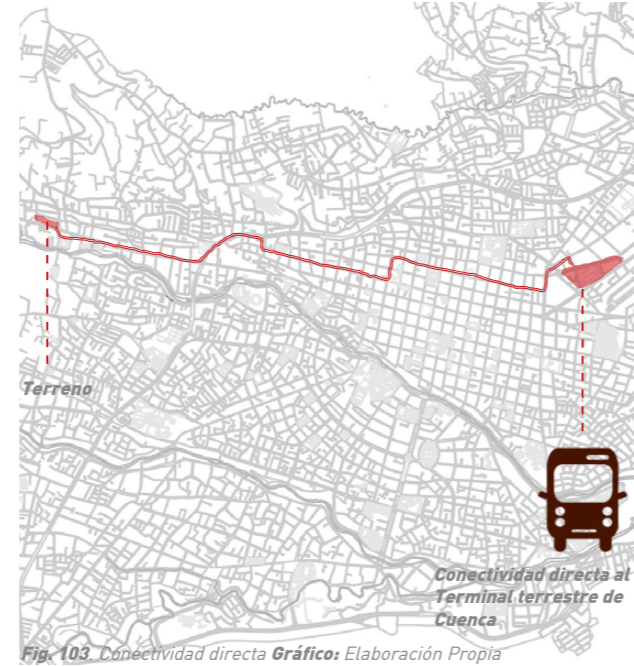 Terreno
Conectividad directa al
Terminal terrestre de
Cuenca
Fig. 103. Conectividad directa Gráfico: Elaboración Propia